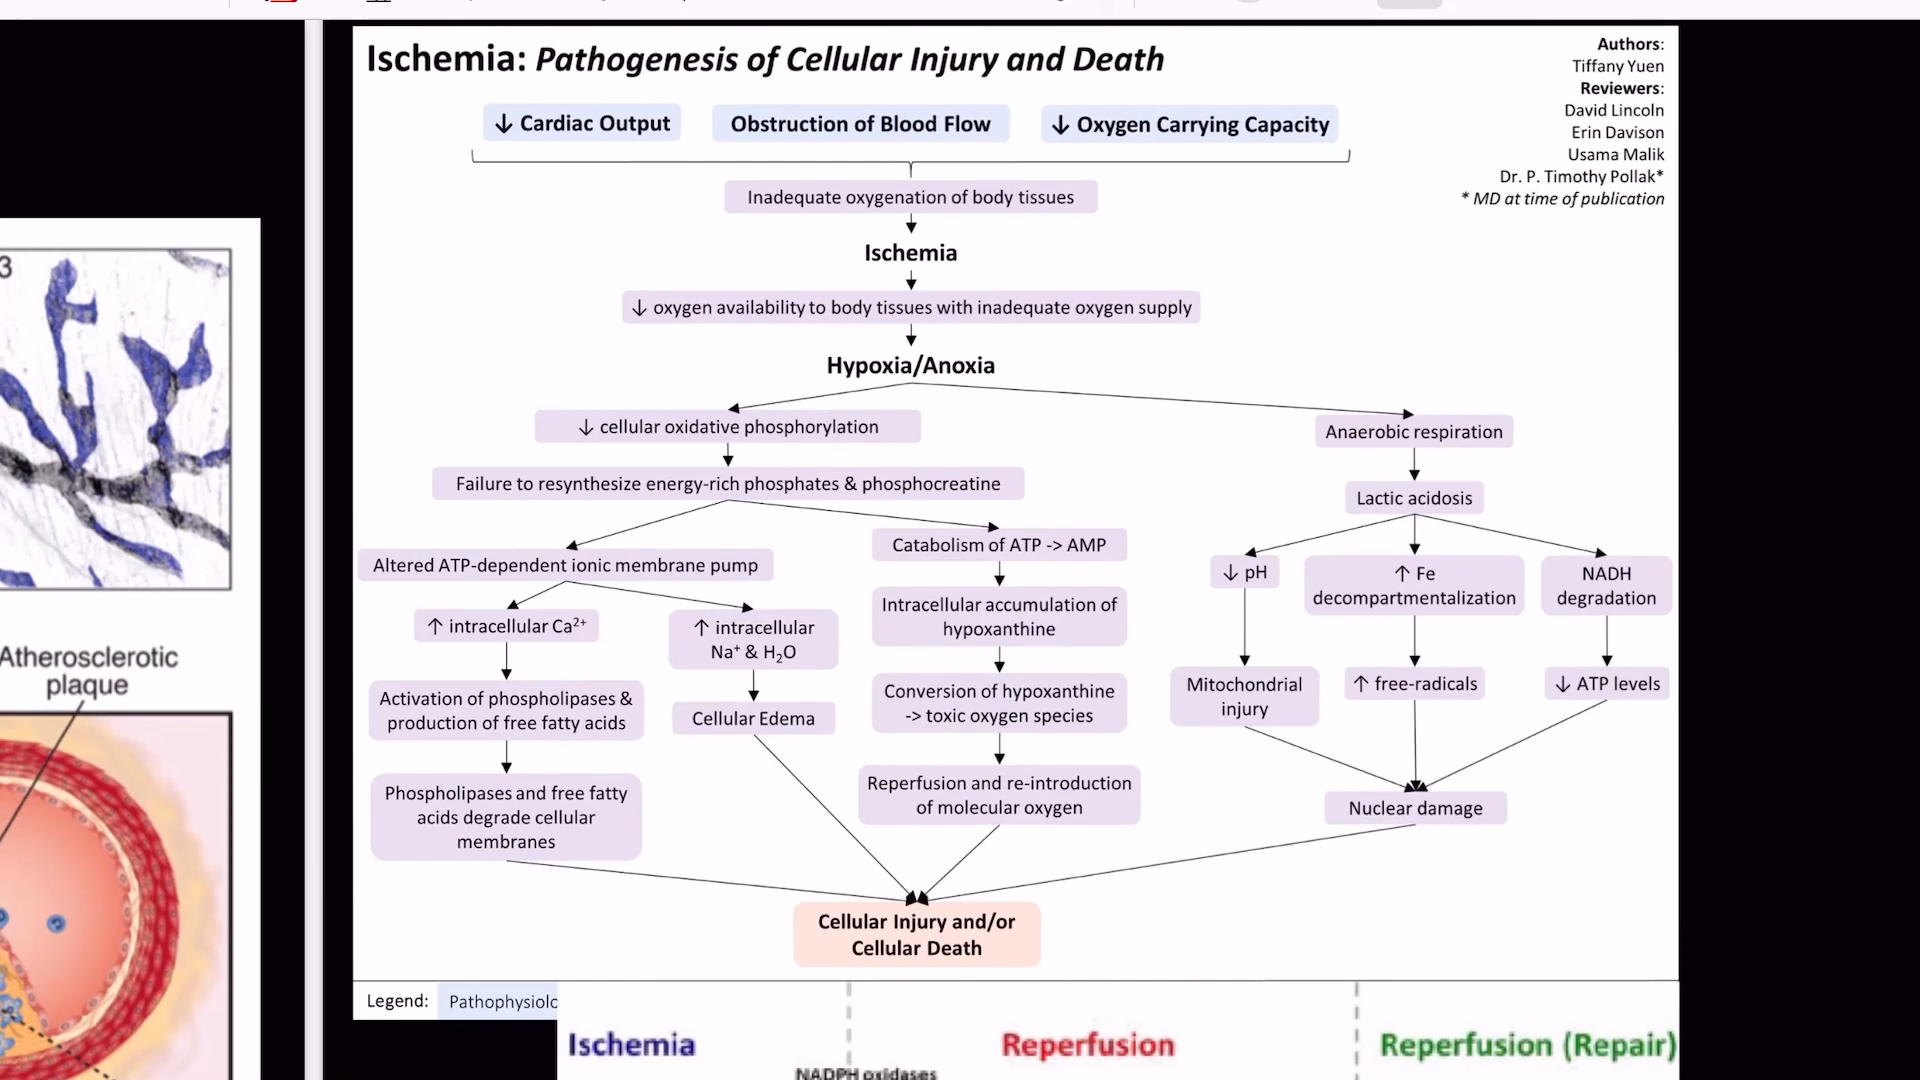 Ischemia: Pathogenesis of Cellular Injury and Death
Authors:
Tiffany Yuen
Reviewers:
David Lincoln
Erin Davison
Usama Malik
Dr. P. Timothy Pollak*
* MD at time of publication
↓ Cardiac Output
Obstruction of Blood Flow
↓ Oxygen Carrying Capacity
Inadequate oxygenation of body tissues
Ischemia
↓ oxygen availability to body tissues with inadequate oxygen supply
Hypoxia/Anoxia
↓ cellular oxidative phosphorylation
Failure to resynthesize energy-rich phosphates & phosphocreatine
Altered ATP-dependent ionic membrane pump
↑ intracellular Ca²⁺
Activation of phospholipases &
production of free fatty acids
Phospholipases and free fatty
acids degrade cellular
membranes
↑ intracellular
Na⁺ & H₂O
Cellular Edema
Catabolism of ATP -> AMP
Intracellular accumulation of
hypoxanthine
Conversion of hypoxanthine
-> toxic oxygen species
Reperfusion and re-introduction
of molecular oxygen
Anaerobic respiration
Lactic acidosis
↓ pH
Mitochondrial
injury
↑ Fe
decompartmentalization
↑ free-radicals
NADH
degradation
↓ ATP levels
Nuclear damage
Cellular Injury and/or
Cellular Death
Legend:
Pathophysiolo
3
Atherosclerotic
plaque
Ischemia
Reperfusion
Reperfusion (Repair)
NADPH oxidases